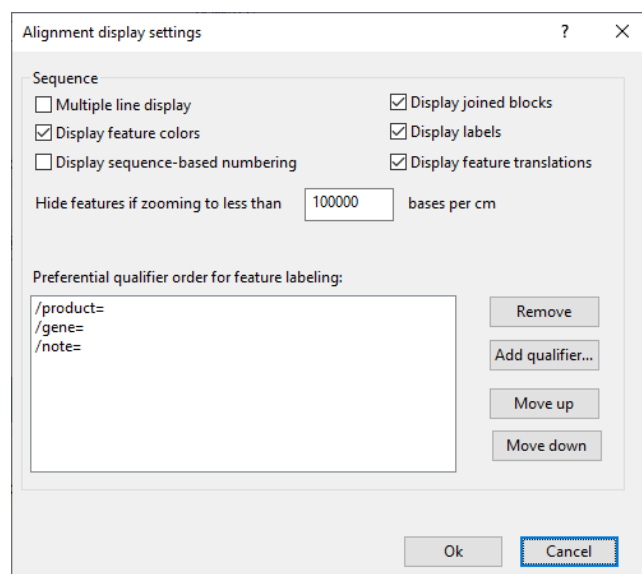 Alignment display settings
?
Sequence
Multiple line display
Display joined blocks
Display feature colors
Display labels
Display sequence-based numbering
Display feature translations
Hide features if zooming to less than 100000 bases per cm
Preferential qualifier order for feature labeling:
/product=
/gene=
/note=
Remove
Add qualifier...
Move up
Move down
Ok
Cancel